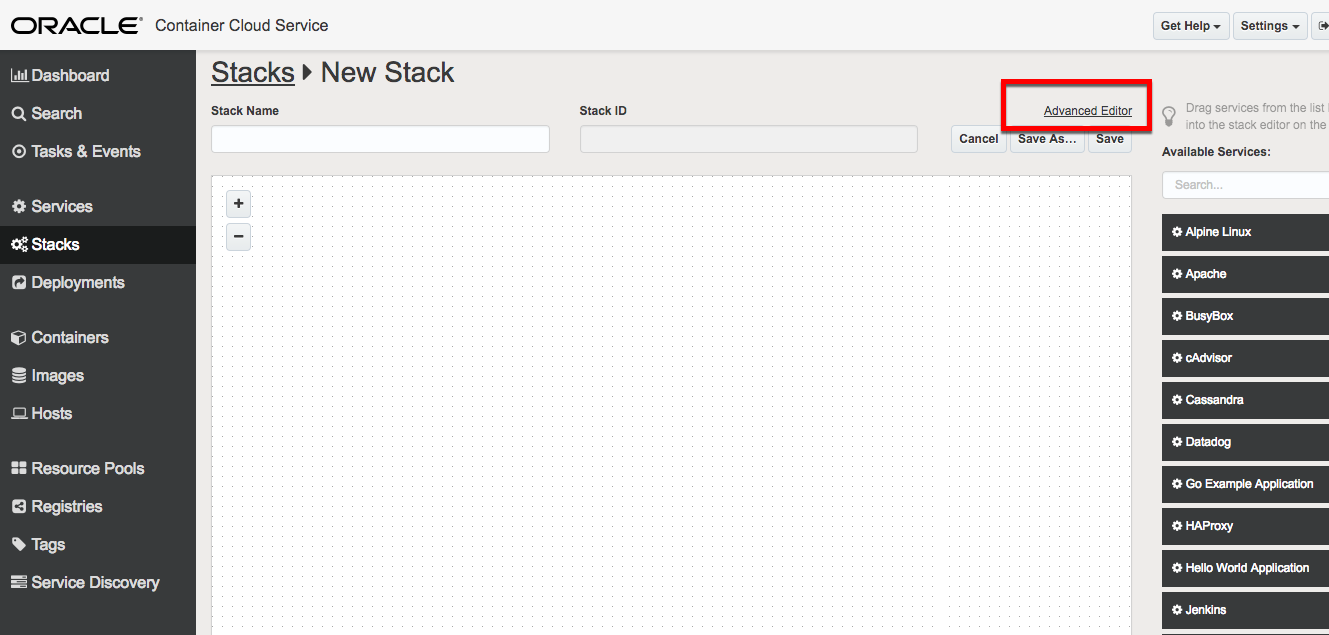 ORACLE® Container Cloud Service
Get Help
Settings
Dashboard
Search
Tasks & Events
Services
Stacks
Deployments
Containers
Images
Hosts
Resource Pools
Registries
Tags
Service Discovery
Stacks New Stack
Stack Name
Stack ID
Advanced Editor
Cancel
Save As...
Save
+
−
Drag services from the list
into the stack editor on the
Available Services:
Search...
Alpine Linux
Apache
BusyBox
cAdvisor
Cassandra
Datadog
Go Example Application
HAProxy
Hello World Application
Jenkins